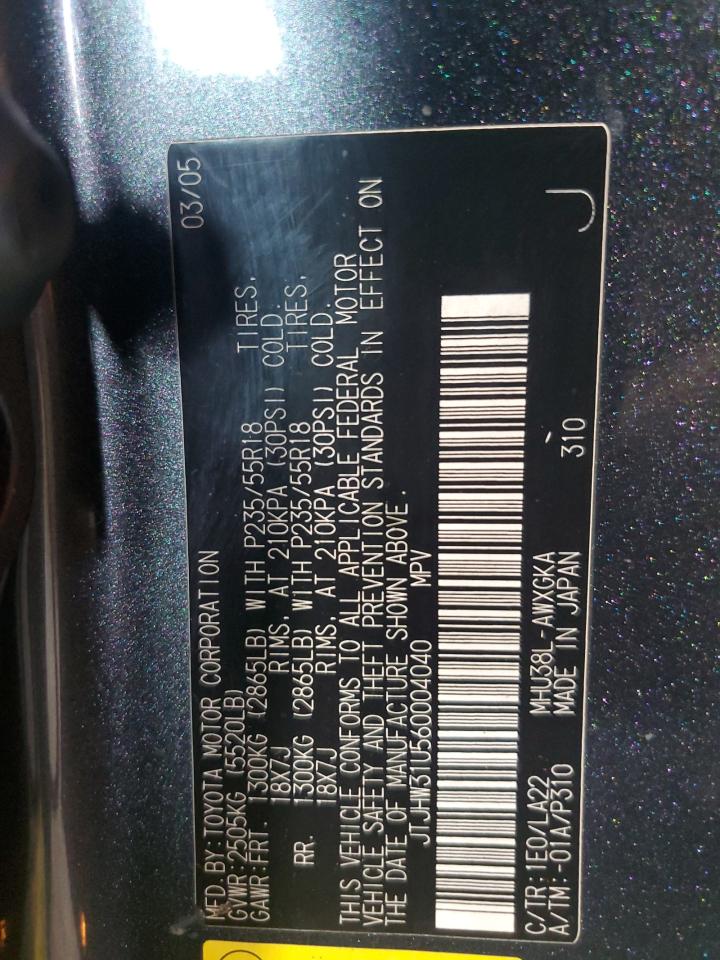 MFD. BY: TOYOTA MOTOR CORPORATION 03/05
GVWR: 2505KG (5520LB)
GAWR: FRT 1300KG (2865LB) WITH P235/55R18 TIRES,
18X7J RIMS, AT 210KPA (30PSI) COLD.
RR. 1300KG (2865LB) WITH P235/55R18 TIRES,
18X7J RIMS, AT 210KPA (30PSI) COLD.
THIS VEHICLE CONFORMS TO ALL APPLICABLE FEDERAL MOTOR
VEHICLE SAFETY AND THEFT PREVENTION STANDARDS IN EFFECT ON
THE DATE OF MANUFACTURE SHOWN ABOVE.
JTJHW31U560004040 MPV
C/TR: 1E0/LA22 MHU38L-AWXGKA
A/TM: -01A/P310 MADE IN JAPAN 310 J